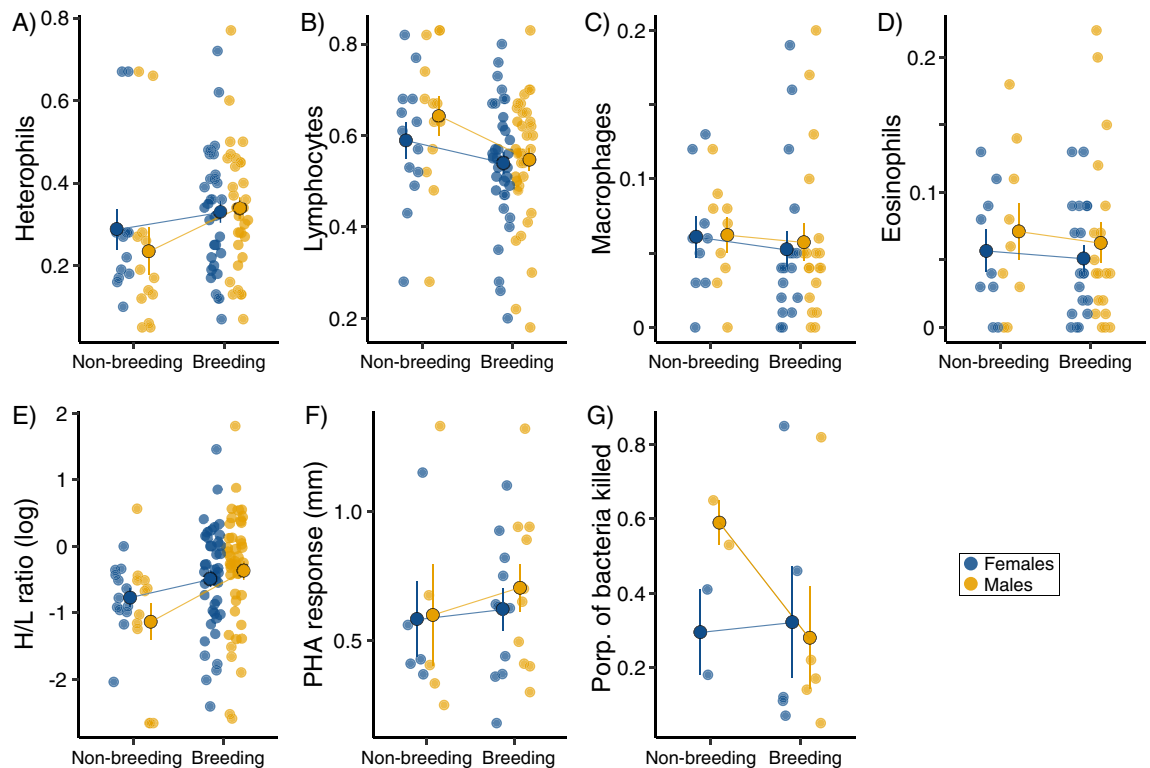 A)
0.8
0.6
0.4
0.2
Heterophils
Non-breeding
Breeding
B)
0.8
0.6
0.4
0.2
Lymphocytes
Non-breeding
Breeding
C)
0.2
0.1
0
Macrophages
Non-breeding
Breeding
D)
0.2
0.1
0
Eosinophils
Non-breeding
Breeding
E)
2
1
0
-1
-2
H/L ratio (log)
Non-breeding
Breeding
F)
1.0
0.5
PHA response (mm)
Non-breeding
Breeding
G)
0.8
0.6
0.4
0.2
Porp. of bacteria killed
Non-breeding
Breeding
Females
Males